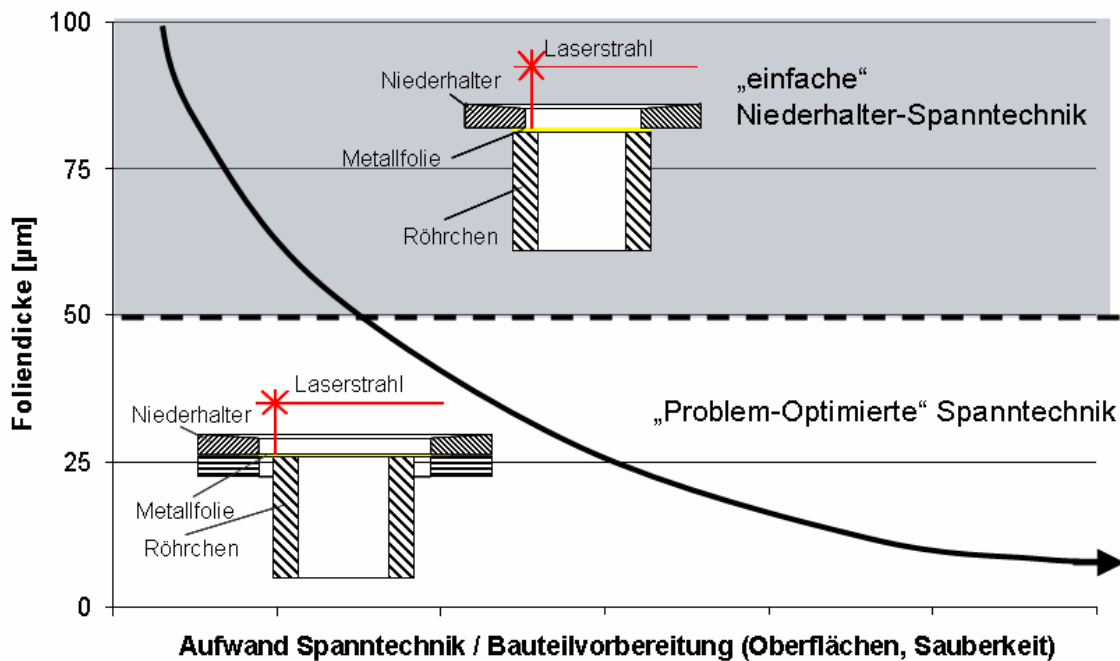 100
75
50
25
0
Foliendicke [µm]
Laserstrahl
Niederhalter
Metallfolie
Röhrchen
„einfache“
Niederhalter-Spanntechnik
Laserstrahl
Niederhalter
Metallfolie
Röhrchen
„Problem-Optimierte“ Spanntechnik
Aufwand Spanntechnik / Bauteilvorbereitung (Oberflächen, Sauberkeit)